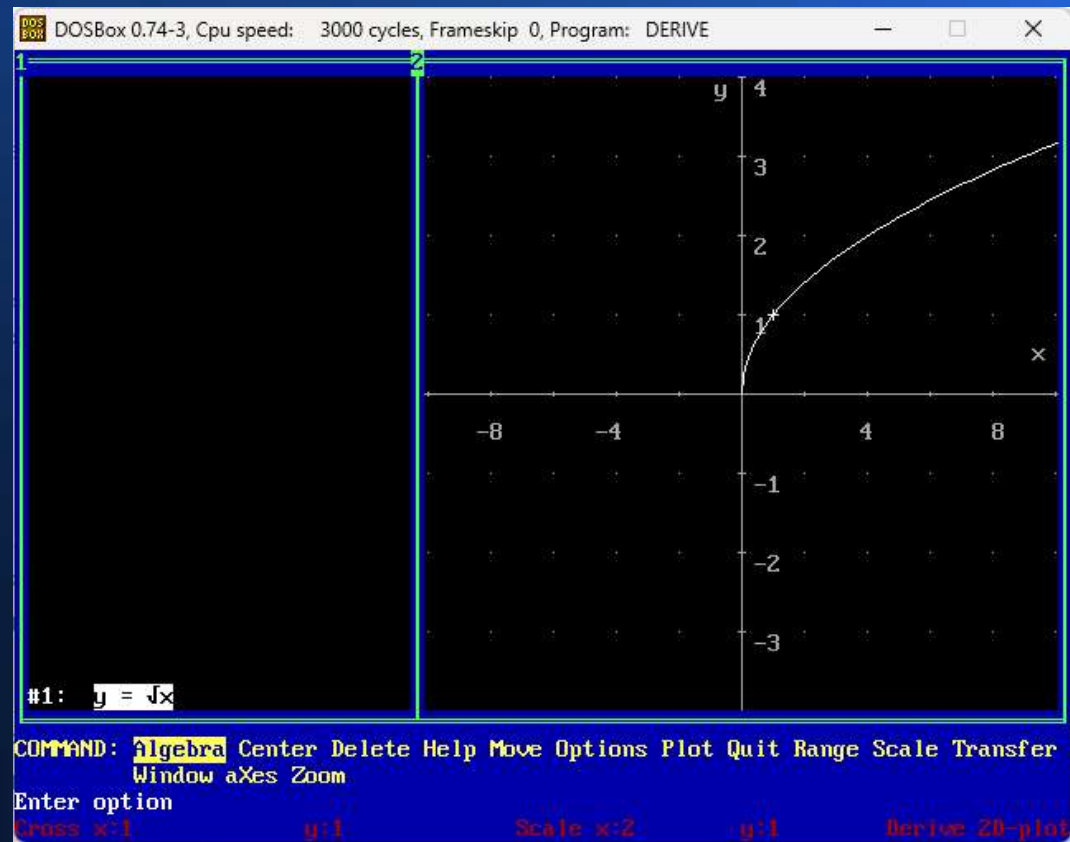 DOS BOX DOSBox 0.74-3, Cpu speed: 3000 cycles, Frameskip 0, Program: DERIVE
1 2
y 4
3
2
1
x
-8 -4 4 8
-1
-2
-3
#1: y = √x
COMMAND: Algebra Center Delete Help Move Options Plot Quit Range Scale Transfer
Window aXes Zoom
Enter option
Cross x:1 y:1 Scale x:2 y:1 Derive 2D-plot